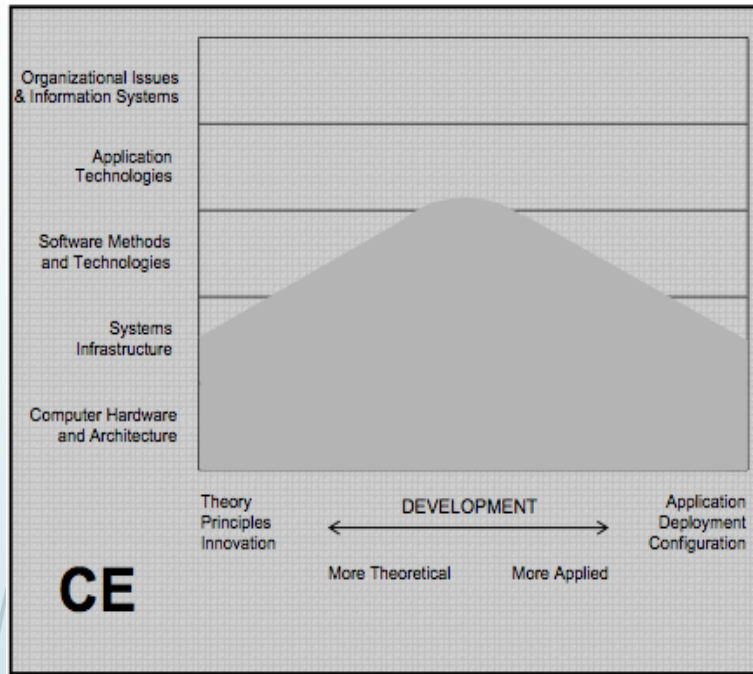 Organizational Issues
& Information Systems
Application
Technologies
Software Methods
and Technologies
Systems
Infrastructure
Computer Hardware
and Architecture
Theory
Principles
Innovation
DEVELOPMENT
More Theoretical
More Applied
Application
Deployment
Configuration
CE